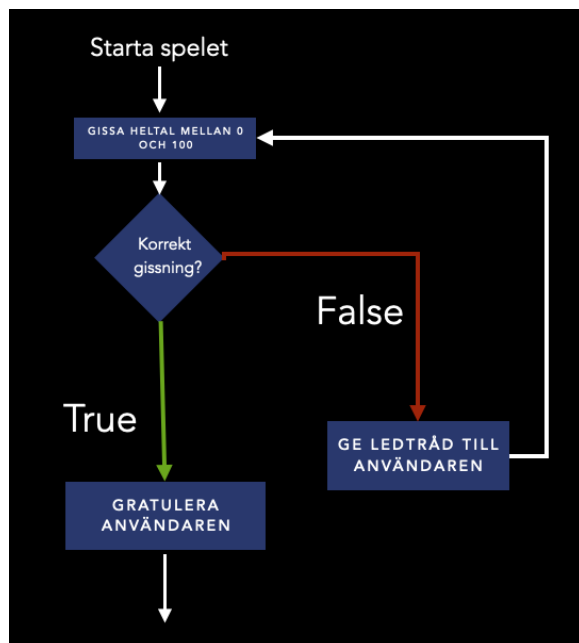 Starta spelet
GISSA HELTAL MELLAN 0
OCH 100
Korrekt
gissning?
False
True
GE LEDTRÅD TILL
ANVÄNDAREN
GRATULERA
ANVÄNDAREN